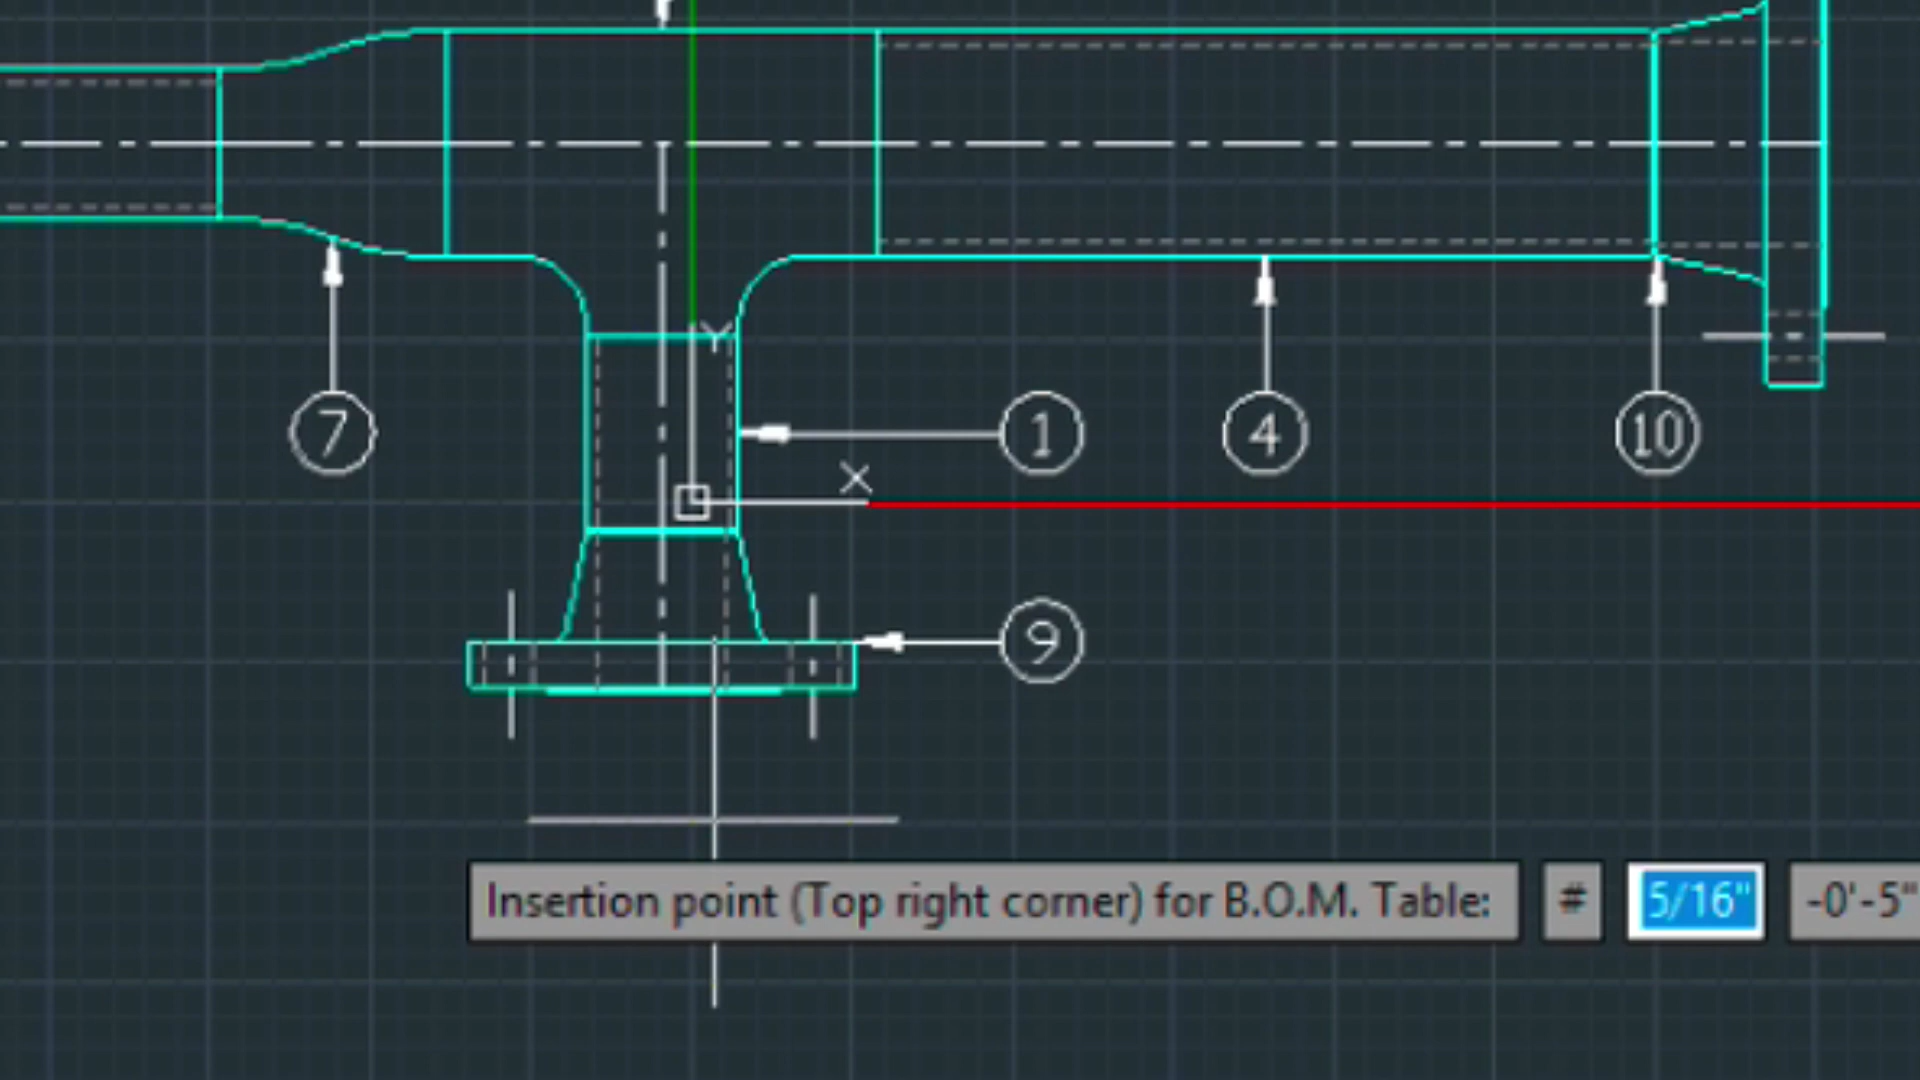 Y
7
1
4
10
X
9
Insertion point (Top right corner) for B.O.M. Table: # 5/16" -0'-5"